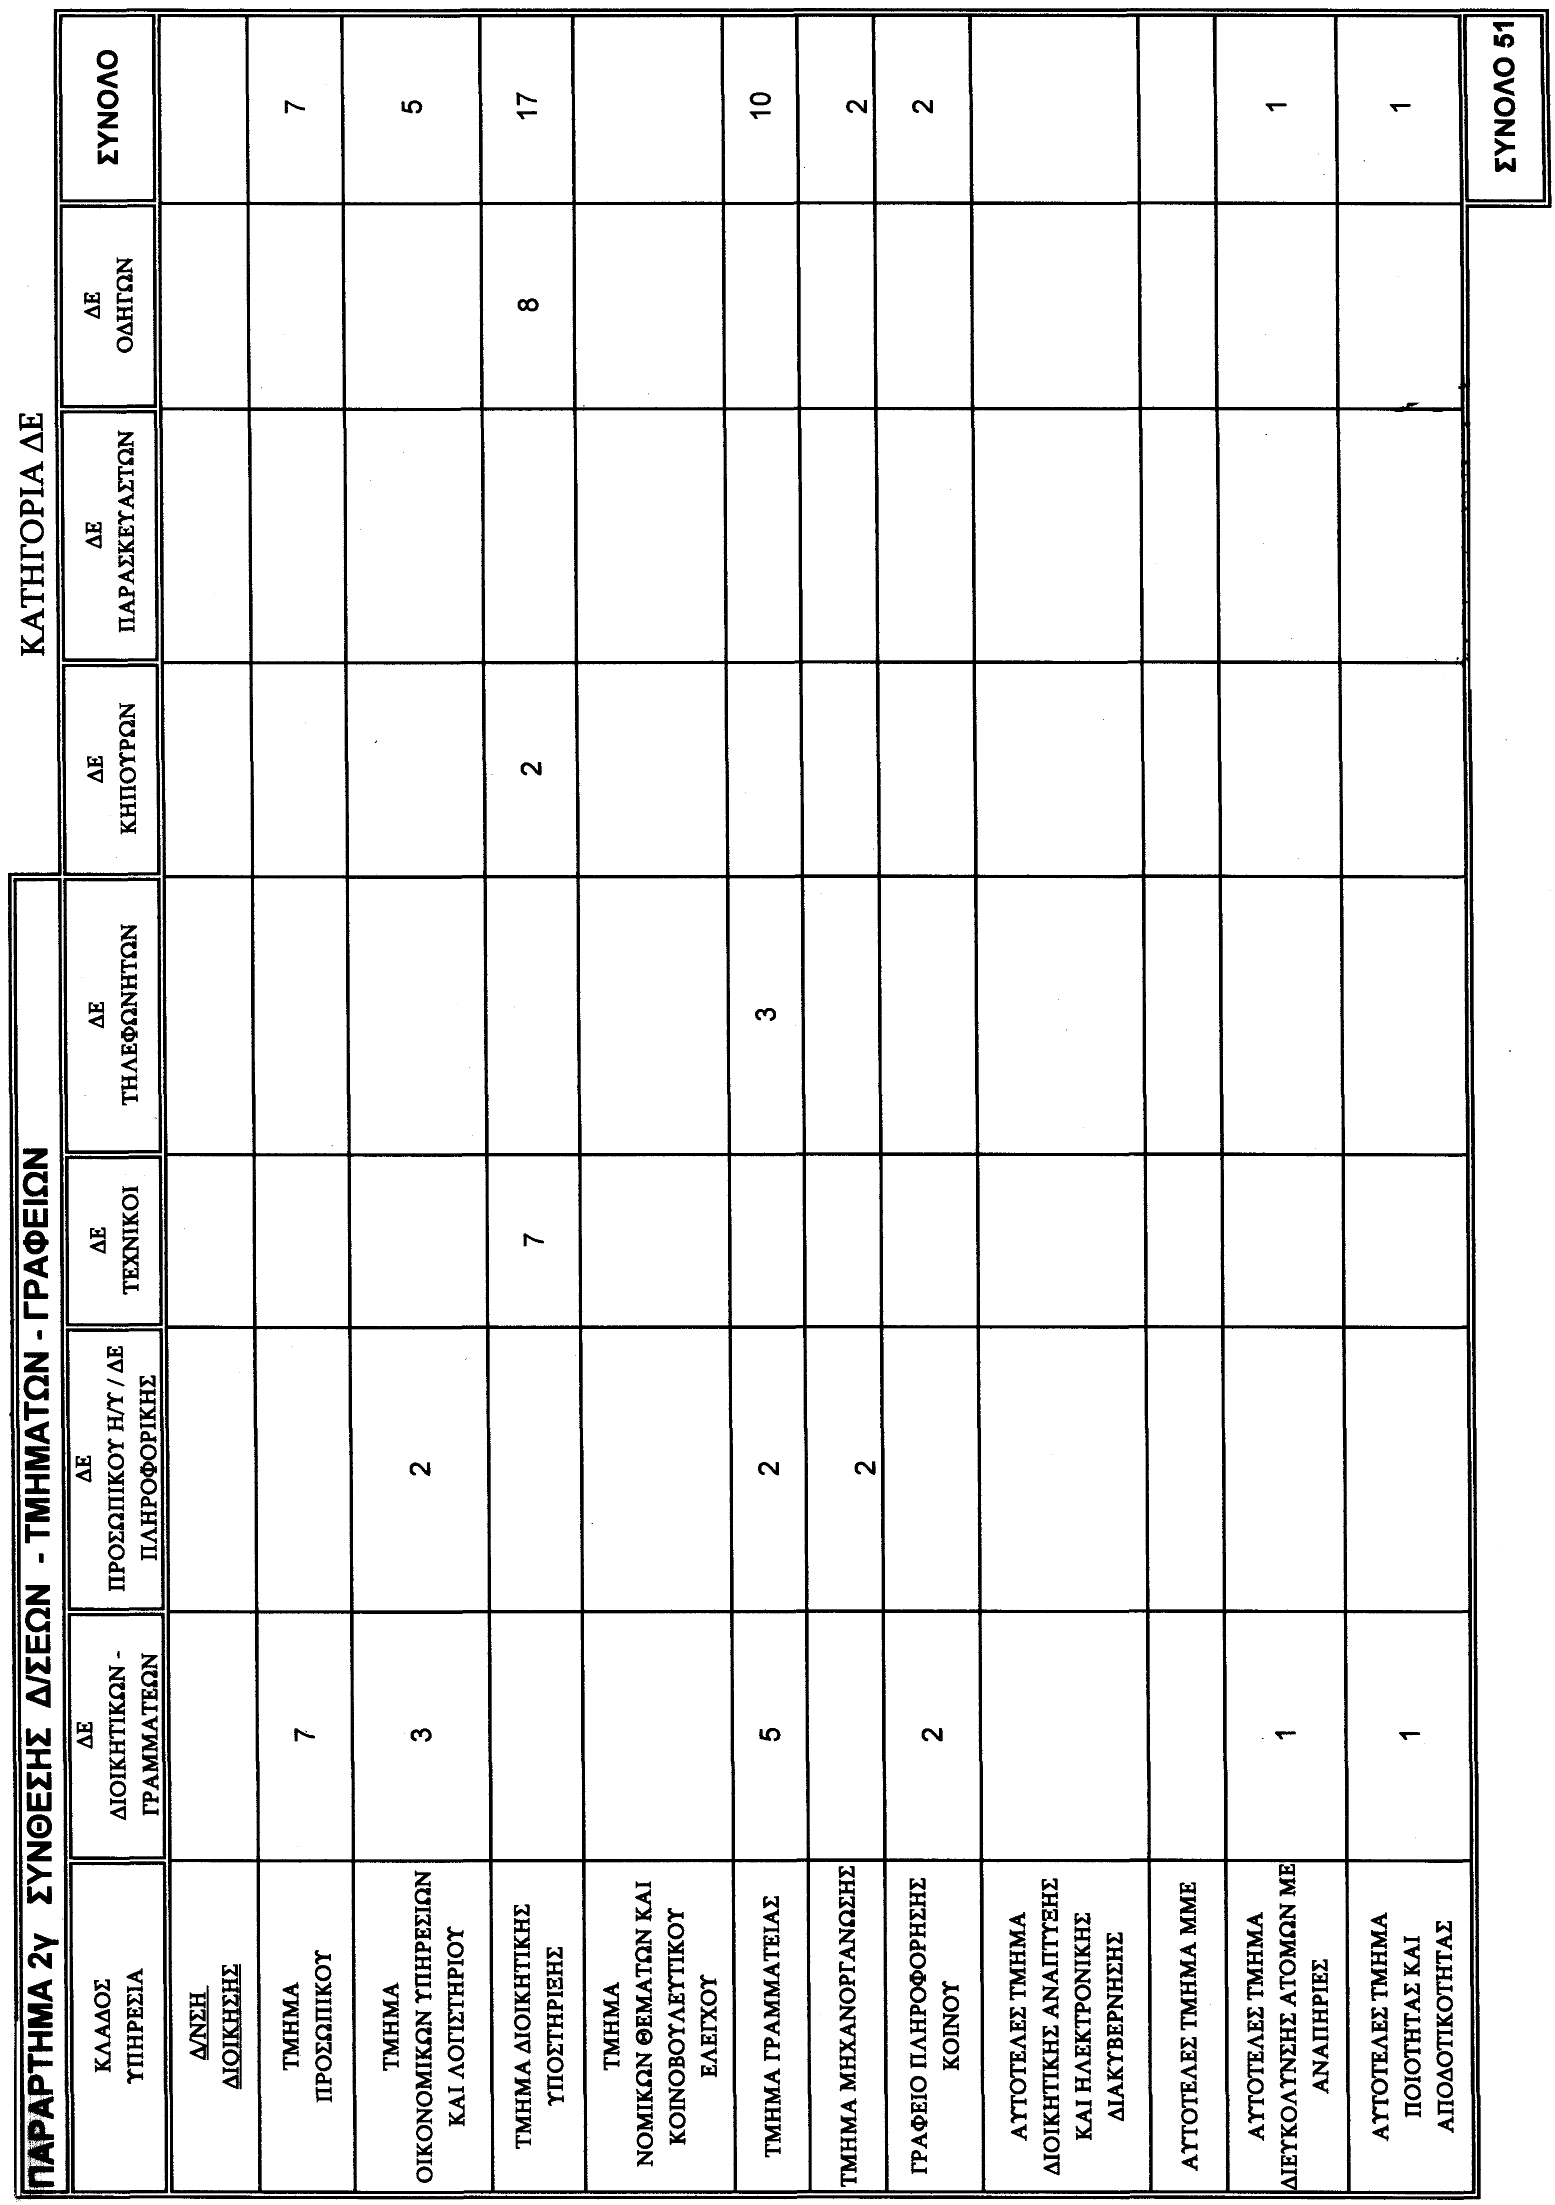 ΚΑΤΗΓΟΡΙΑ ΔΕ
ΠΑΡΑΡΤΗΜΑ 2γ ΣΥΝΘΕΣΗΣ Δ/ΣΕΩΝ - ΤΜΗΜΑΤΩΝ - ΓΡΑΦΕΙΩΝ
ΚΛΑΔΟΣ
ΥΠΗΡΕΣΙΑ
ΔΕ
ΔΙΟΙΚΗΤΙΚΩΝ -
ΓΡΑΜΜΑΤΕΩΝ
ΔΕ
ΠΡΟΣΩΠΙΚΟΥ Η/Υ / ΔΕ
ΠΛΗΡΟΦΟΡΙΚΗΣ
ΔΕ
ΤΕΧΝΙΚΟΙ
ΔΕ
ΤΗΛΕΦΩΝΗΤΩΝ
ΔΕ
ΚΗΠΟΥΡΩΝ
ΔΕ
ΠΑΡΑΣΚΕΥΑΣΤΩΝ
ΔΕ
ΟΔΗΓΩΝ
ΣΥΝΟΛΟ
Δ/ΝΣΗ
ΔΙΟΙΚΗΣΗΣ
ΤΜΗΜΑ
ΠΡΟΣΩΠΙΚΟΥ
7
7
ΤΜΗΜΑ
ΟΙΚΟΝΟΜΙΚΩΝ ΥΠΗΡΕΣΙΩΝ
ΚΑΙ ΛΟΓΙΣΤΗΡΙΟΥ
3
2
5
ΤΜΗΜΑ ΔΙΟΙΚΗΤΙΚΗΣ
ΥΠΟΣΤΗΡΙΞΗΣ
7
2
8
17
ΤΜΗΜΑ
ΝΟΜΙΚΩΝ ΘΕΜΑΤΩΝ ΚΑΙ
ΚΟΙΝΟΒΟΥΛΕΥΤΙΚΟΥ
ΕΛΕΓΧΟΥ
ΤΜΗΜΑ ΓΡΑΜΜΑΤΕΙΑΣ
5
2
3
10
ΤΜΗΜΑ ΜΗΧΑΝΟΡΓΑΝΩΣΗΣ
2
2
ΓΡΑΦΕΙΟ ΠΛΗΡΟΦΟΡΗΣΗΣ
ΚΟΙΝΟΥ
2
2
ΑΥΤΟΤΕΛΕΣ ΤΜΗΜΑ
ΔΙΟΙΚΗΤΙΚΗΣ ΑΝΑΠΤΥΞΗΣ
ΚΑΙ ΗΛΕΚΤΡΟΝΙΚΗΣ
ΔΙΑΚΥΒΕΡΝΗΣΗΣ
ΑΥΤΟΤΕΛΕΣ ΤΜΗΜΑ ΜΜΕ
ΑΥΤΟΤΕΛΕΣ ΤΜΗΜΑ
ΔΙΕΥΚΟΛΥΝΣΗΣ ΑΤΟΜΩΝ ΜΕ
ΑΝΑΠΗΡΙΕΣ
1
1
ΑΥΤΟΤΕΛΕΣ ΤΜΗΜΑ
ΠΟΙΟΤΗΤΑΣ ΚΑΙ
ΑΠΟΔΟΤΙΚΟΤΗΤΑΣ
1
1
ΣΥΝΟΛΟ 51